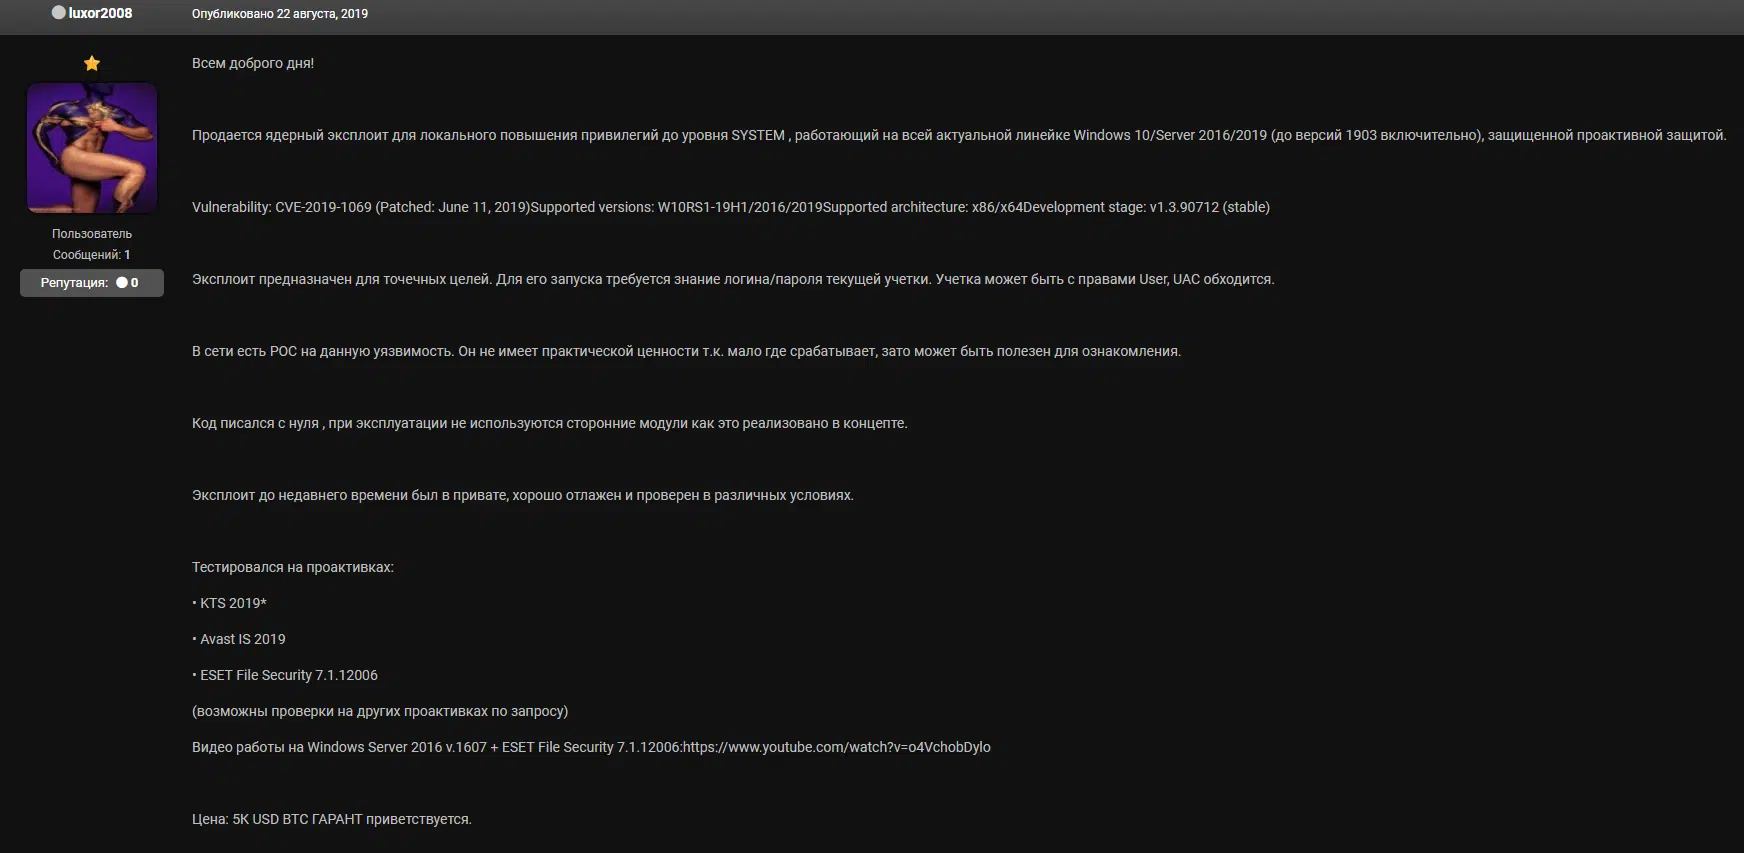 luxor2008
Опубликовано 22 августа, 2019
Всем доброго дня!
Продается ядерный эксплоит для локального повышения привилегий до уровня SYSTEM , работающий на всей актуальной линейке Windows 10/Server 2016/2019 (до версий 1903 включительно), защищенной проактивной защитой.
Vulnerability: CVE-2019-1069 (Patched: June 11, 2019)Supported versions: W10RS1-19H1/2016/2019Supported architecture: x86/x64Development stage: v1.3.90712 (stable)
Пользователь
Сообщений: 1
Репутация: 0
Эксплоит предназначен для точечных целей. Для его запуска требуется знание логина/пароля текущей учетки. Учетка может быть с правами User, UAC обходится.
В сети есть POC на данную уязвимость. Он не имеет практической ценности т.к. мало где срабатывает, зато может быть полезен для ознакомления.
Код писался с нуля , при эксплуатации не используются сторонние модули как это реализовано в концепте.
Эксплоит до недавнего времени был в привате, хорошо отлажен и проверен в различных условиях.
Тестировался на проактивках:
• KTS 2019*
• Avast IS 2019
• ESET File Security 7.1.12006
(возможны проверки на других проактивках по запросу)
Видео работы на Windows Server 2016 v.1607 + ESET File Security 7.1.12006:https://www.youtube.com/watch?v=o4VchobDylo
Цена: 5K USD BTC ГАРАНТ приветствуется.